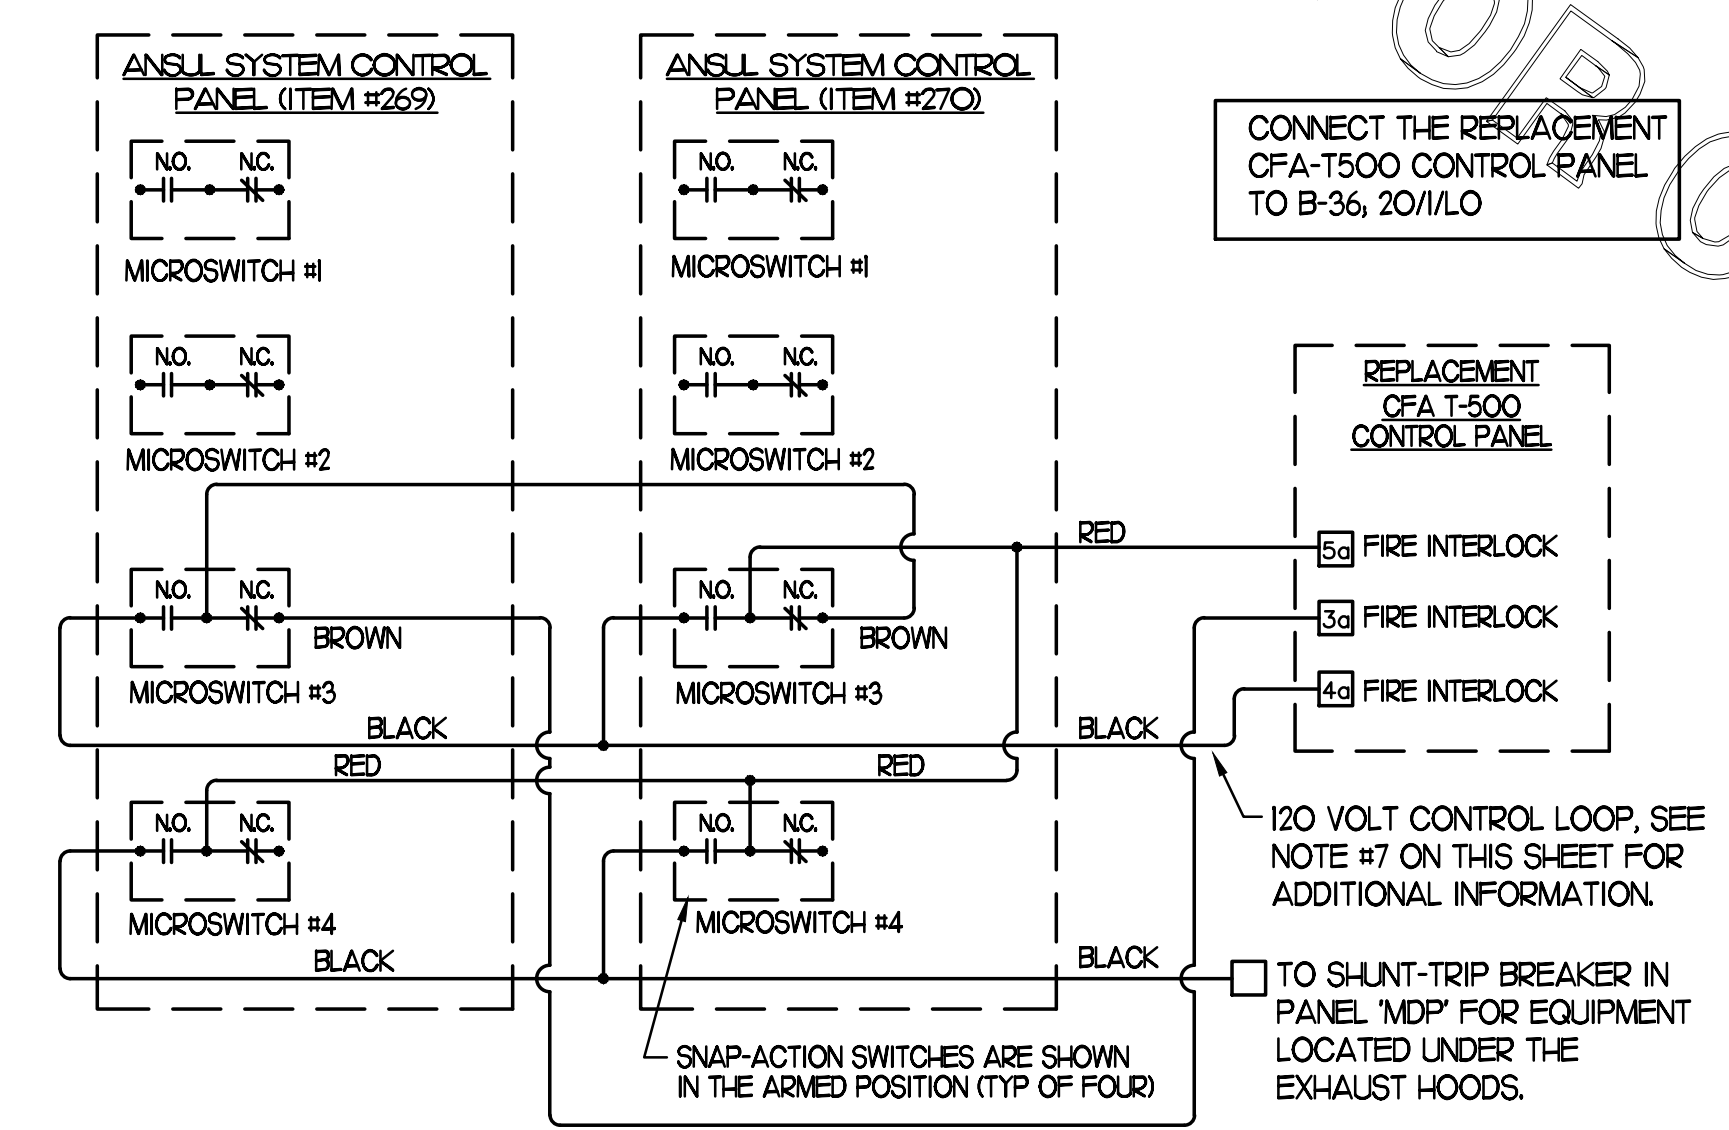 ANSUL SYSTEM CONTROL
PANEL (ITEM #269)
N.O. N.C.
MICROSWITCH #1
N.O. N.C.
MICROSWITCH #2
N.O. N.C.
BROWN
MICROSWITCH #3
BLACK
RED
N.O. N.C.
MICROSWITCH #4
BLACK
ANSUL SYSTEM CONTROL
PANEL (ITEM #270)
N.O. N.C.
MICROSWITCH #1
N.O. N.C.
MICROSWITCH #2
N.O. N.C.
BROWN
MICROSWITCH #3
RED
N.O. N.C.
MICROSWITCH #4
SNAP-ACTION SWITCHES ARE SHOWN
IN THE ARMED POSITION (TYP OF FOUR)
RED
BLACK
BLACK
CONNECT THE REPLACEMENT
CFA-T500 CONTROL PANEL
TO B-36, 20/1/LO
REPLACEMENT
CFA T-500
CONTROL PANEL
5a FIRE INTERLOCK
3a FIRE INTERLOCK
4a FIRE INTERLOCK
120 VOLT CONTROL LOOP, SEE
NOTE #7 ON THIS SHEET FOR
ADDITIONAL INFORMATION.
TO SHUNT-TRIP BREAKER IN
PANEL 'MDP' FOR EQUIPMENT
LOCATED UNDER THE
EXHAUST HOODS.